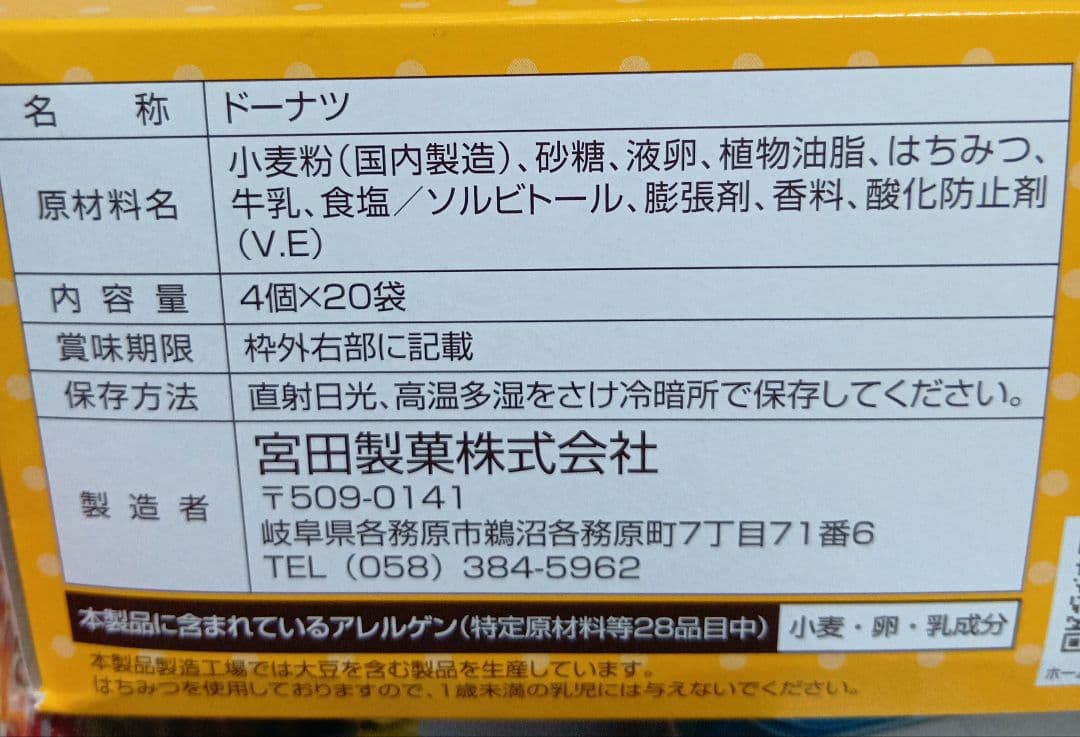 名称 ドーナツ
原材料名 小麦粉(国内製造)、砂糖、液卵、植物油脂、はちみつ、
牛乳、食塩/ソルビトール、膨張剤、香料、酸化防止剤
(V.E)
内容量 4個×20袋
賞味期限 枠外右部に記載
保存方法 直射日光、高温多湿をさけ冷暗所で保存してください。
製造者 宮田製菓株式会社
〒509-0141
岐阜県各務原市鵜沼各務原町7丁目71番6
TEL(058)384-5962
本製品に含まれているアレルゲン(特定原材料等28品目中) 小麦・卵・乳成分
本製品製造工場では大豆を含む製品を生産しています。
はちみつを使用しておりますので、1歳未満の乳児には与えないでください。
ホー